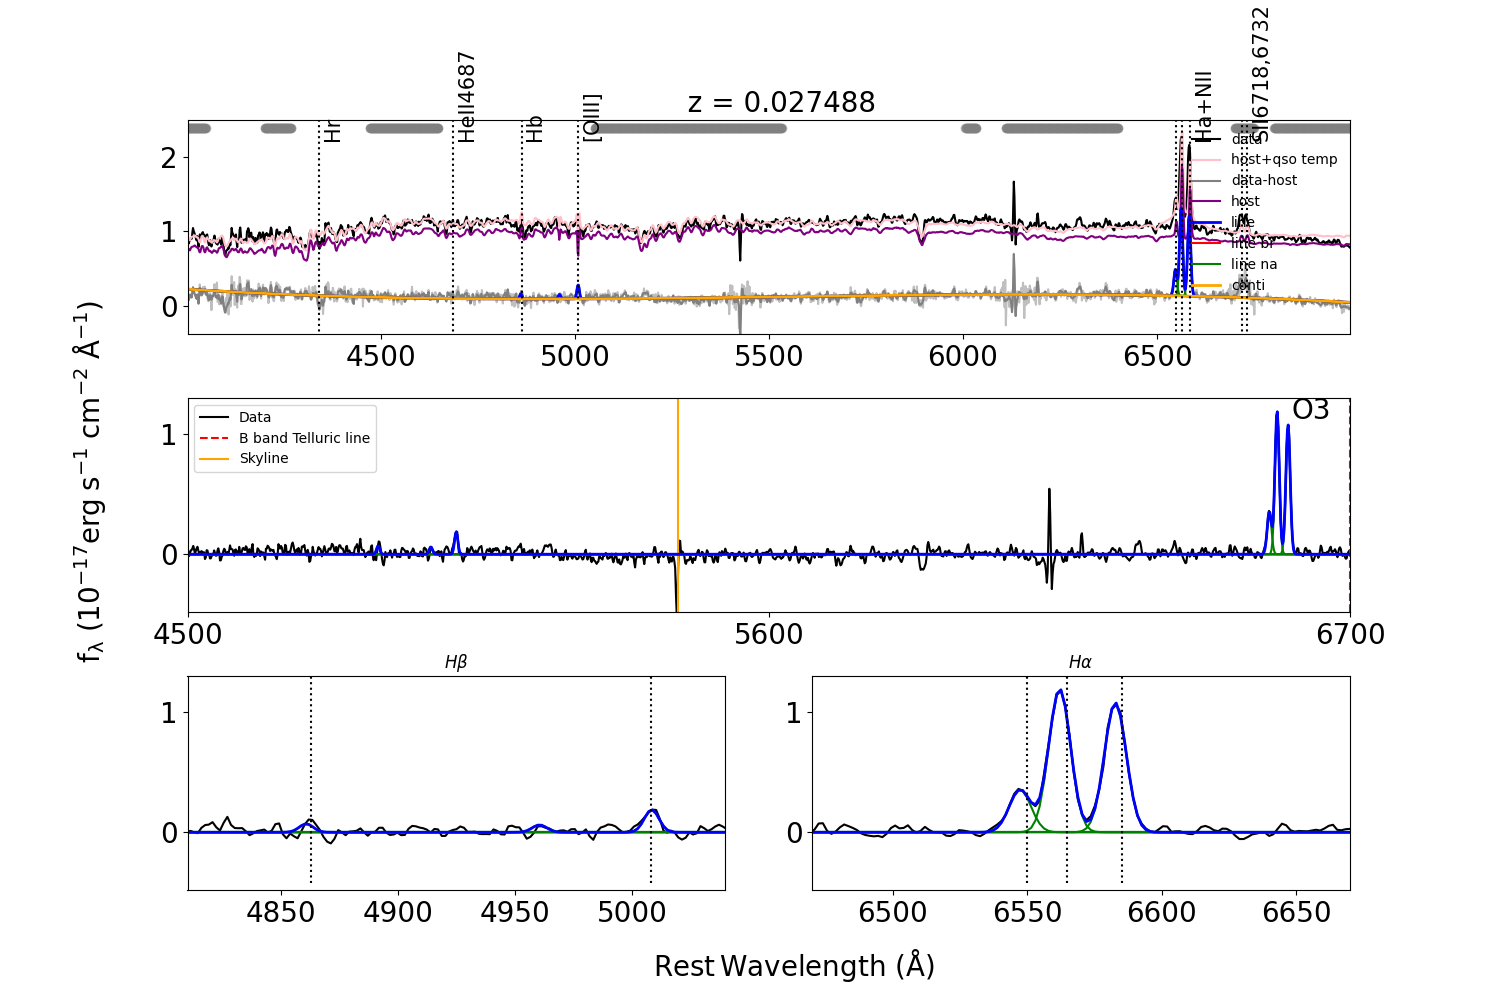 Hr
HeII4687
Hb
[OIII]
Ha+NII
SII6718,6732
z = 0.027488
data
host+qso temp
data-host
host
line
line br
line na
conti
2
1
0
4500
5000
5500
6000
6500
fλ (10⁻¹⁷erg s⁻¹ cm⁻² Å⁻¹)
Data
B band Telluric line
Skyline
O3
1
0
4500
5600
6700
Hβ
1
0
4850
4900
4950
5000
Hα
1
0
6500
6550
6600
6650
Rest Wavelength (Å)